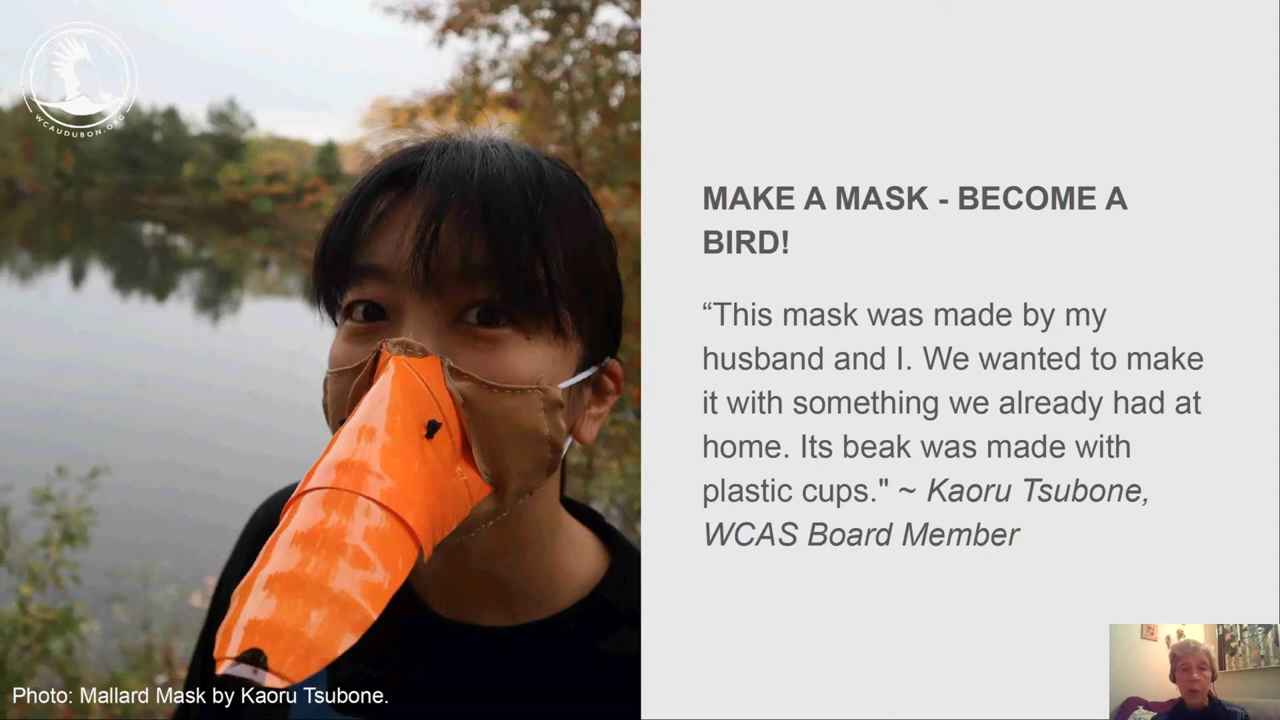 WCAUDUBON.ORG
MAKE A MASK - BECOME A
BIRD!
“This mask was made by my
husband and I. We wanted to make
it with something we already had at
home. Its beak was made with
plastic cups." ~ Kaoru Tsubone,
WCAS Board Member
Photo: Mallard Mask by Kaoru Tsubone.